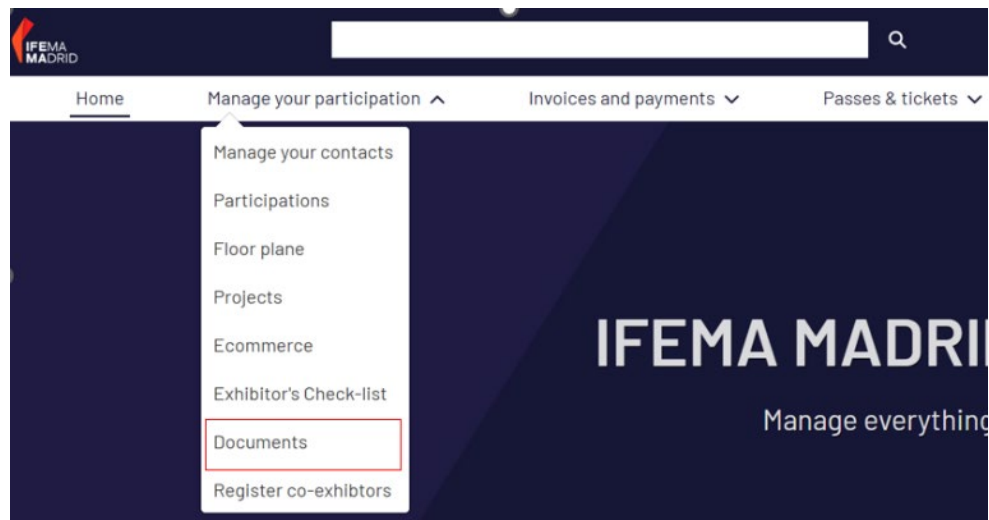 IFEMA
MADRID
Home
Manage your participation
Invoices and payments
Passes & tickets
Manage your contacts
Participations
Floor plane
Projects
Ecommerce
Exhibitor's Check-list
Documents
Register co-exhibtors
IFEMA MADRI
Manage everything